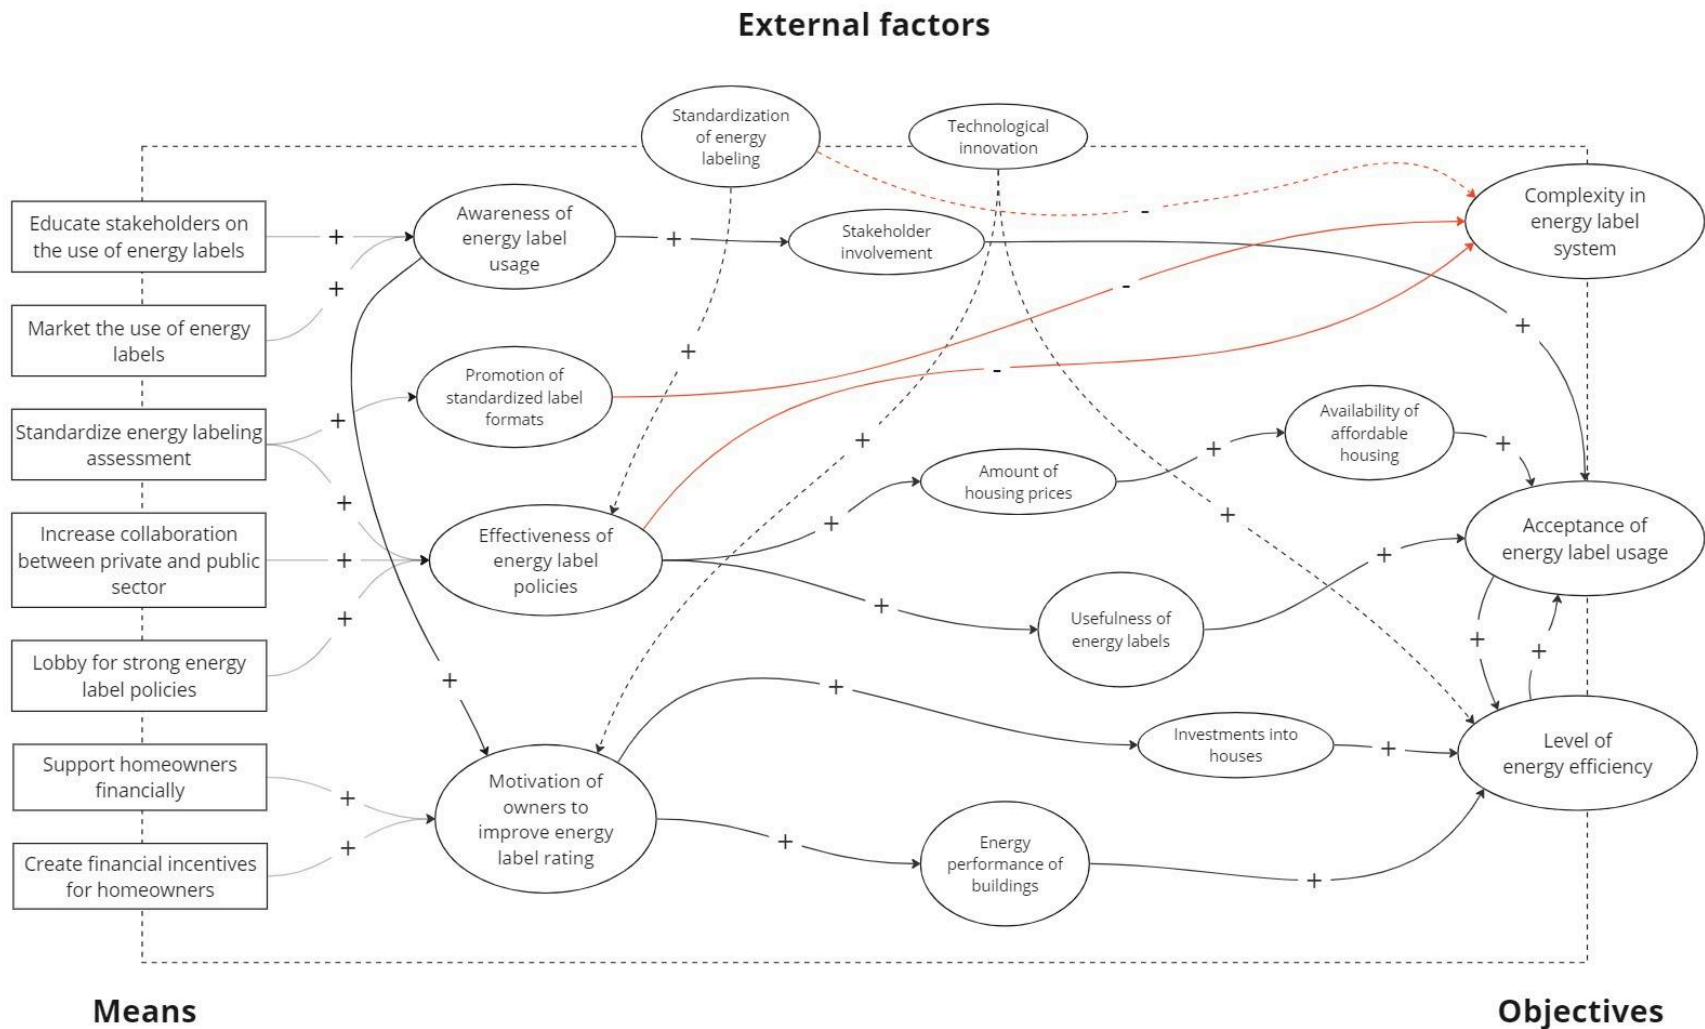 External factors
Standardization
of energy
labeling
Technological
innovation
Complexity in
energy label
system
Educate stakeholders on
the use of energy labels
+
+
Awareness of
energy label
usage
+
Stakeholder
involvement
-
-
+
Market the use of energy
labels
+
Promotion of
standardized label
formats
-
Standardize energy labeling
assessment
+
+
+
Amount of
housing prices
+
Availability of
affordable
housing
+
Increase collaboration
between private and public
sector
+
Effectiveness of
energy label
policies
+
+
+
Acceptance of
energy label usage
+
+
Usefulness of
energy labels
+
+
Lobby for strong energy
label policies
+
+
+
Investments into
houses
+
Level of
energy efficiency
Support homeowners
financially
+
Motivation of
owners to
improve energy
label rating
+
Energy
performance of
buildings
+
Create financial incentives
for homeowners
+
Means
Objectives